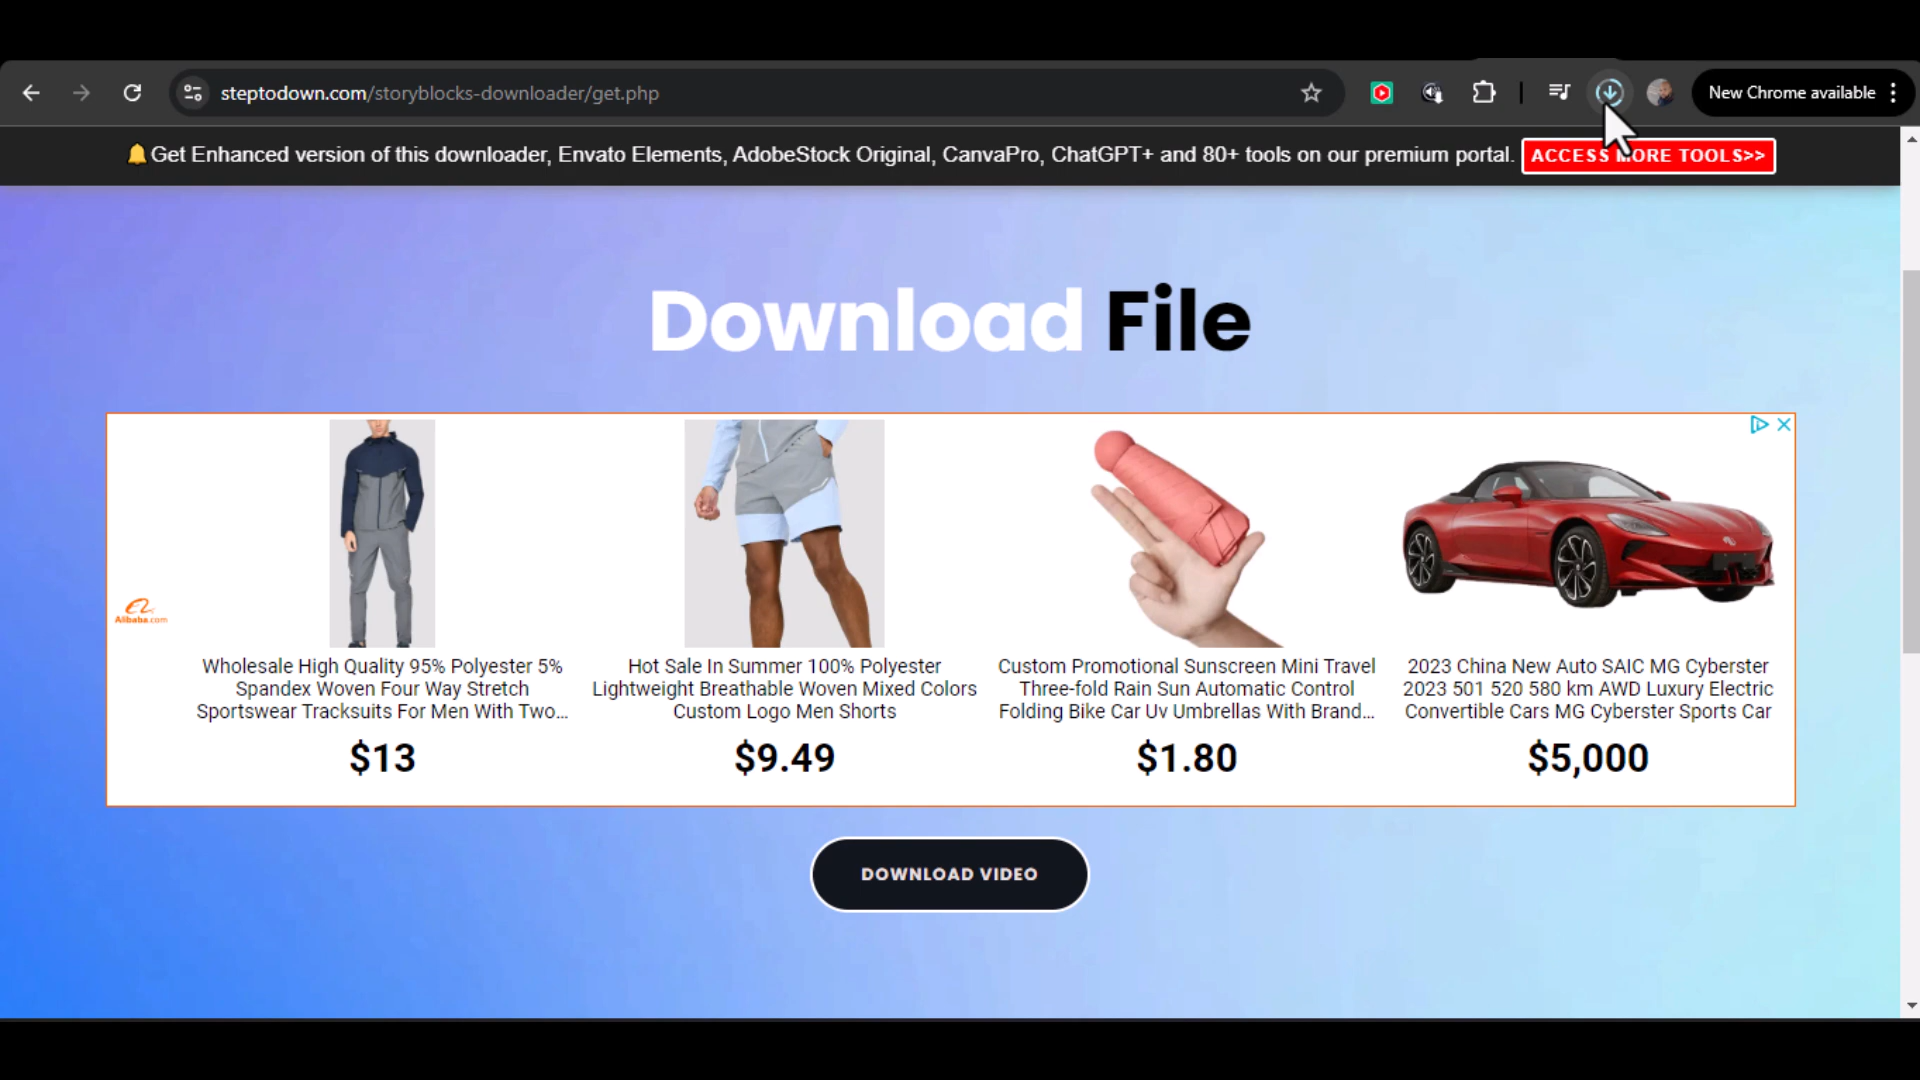 steptodown.com/storyblocks-downloader/get.php
New Chrome available
🔔Get Enhanced version of this downloader, Envato Elements, AdobeStock Original, CanvaPro, ChatGPT+ and 80+ tools on our premium portal. ACCESS MORE TOOLS>>
Download File
Alibaba.com
Wholesale High Quality 95% Polyester 5%
Spandex Woven Four Way Stretch
Sportswear Tracksuits For Men With Two...
$13
Hot Sale In Summer 100% Polyester
Lightweight Breathable Woven Mixed Colors
Custom Logo Men Shorts
$9.49
Custom Promotional Sunscreen Mini Travel
Three-fold Rain Sun Automatic Control
Folding Bike Car Uv Umbrellas With Brand...
$1.80
2023 China New Auto SAIC MG Cyberster
2023 501 520 580 km AWD Luxury Electric
Convertible Cars MG Cyberster Sports Car
$5,000
DOWNLOAD VIDEO